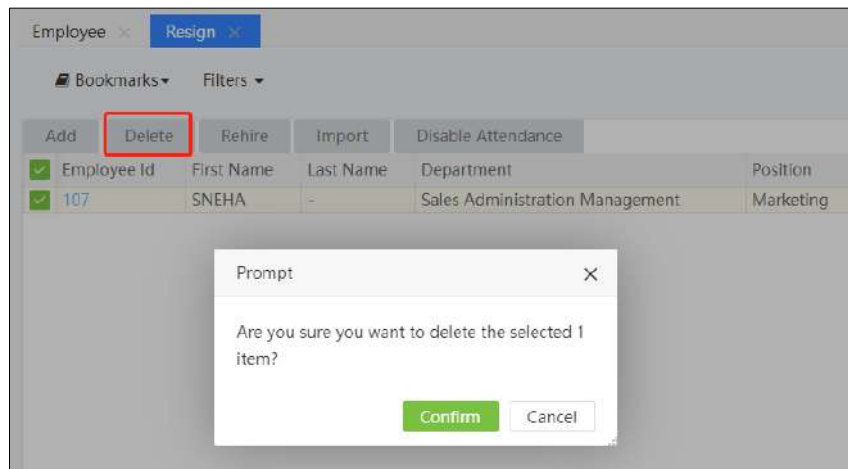 Employee Resign
Bookmarks Filters
Add Delete Rehire Import Disable Attendance
Employee Id First Name Last Name Department Position
107 SNEHA - Sales Administration Management Marketing
Prompt
Are you sure you want to delete the selected 1
item?
Confirm Cancel